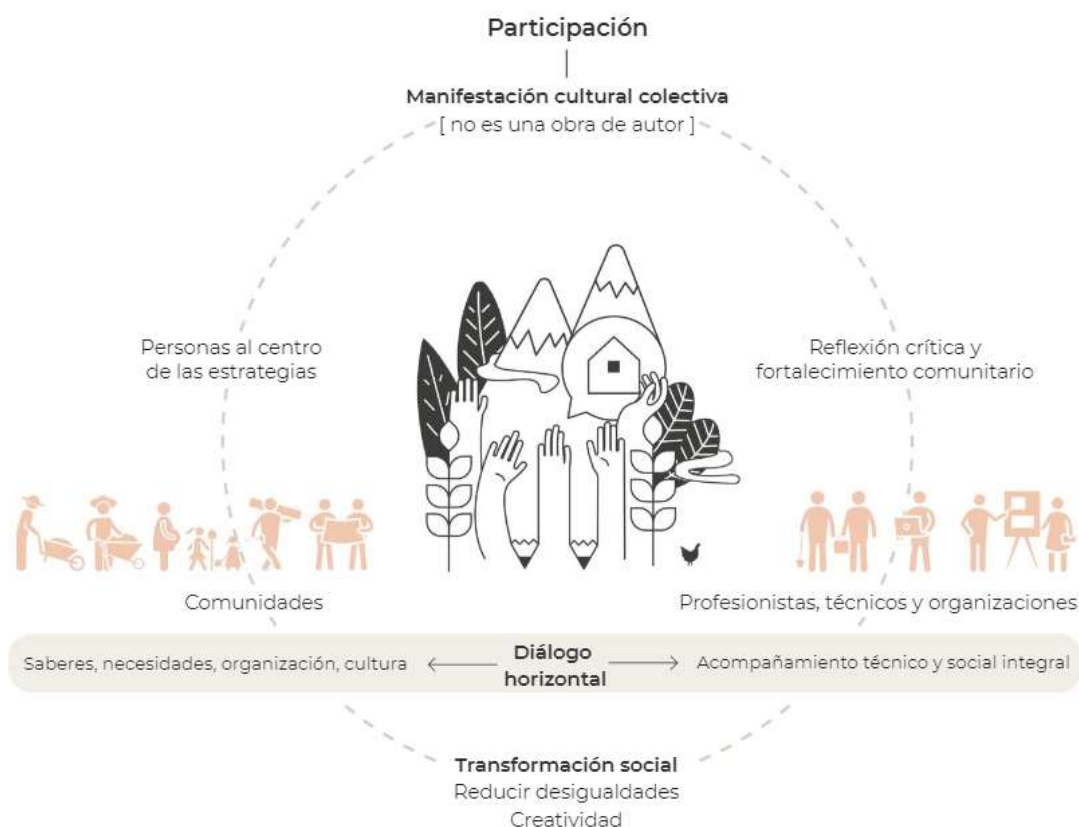 Participación
Manifestación cultural colectiva
[ no es una obra de autor ]
Personas al centro
de las estrategias
Reflexión crítica y
fortalecimiento comunitario
Comunidades
Profesionistas, técnicos y organizaciones
Saberes, necesidades, organización, cultura
Diálogo
horizontal
Acompañamiento técnico y social integral
Transformación social
Reducir desigualdades
Creatividad